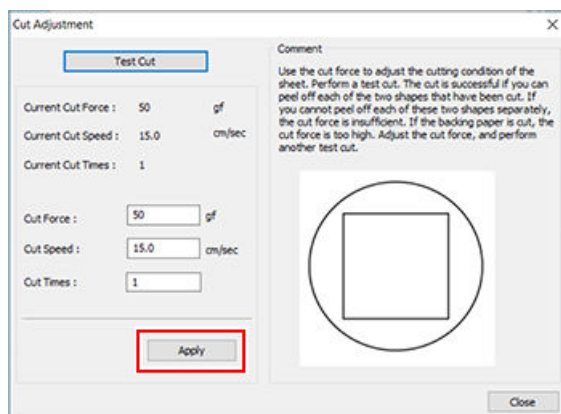 Cut Adjustment
Test Cut
Current Cut Force : 50 gf
Current Cut Speed : 15.0 cm/sec
Current Cut Times : 1
Cut Force : 50 gf
Cut Speed : 15.0 cm/sec
Cut Times : 1
Apply
Comment
Use the cut force to adjust the cutting condition of the
sheet. Perform a test cut. The cut is successful if you can
peel off each of the two shapes that have been cut. If
you cannot peel off each of these two shapes separately,
the cut force is insufficient. If the backing paper is cut, the
cut force is too high. Adjust the cut force, and perform
another test cut.
Close